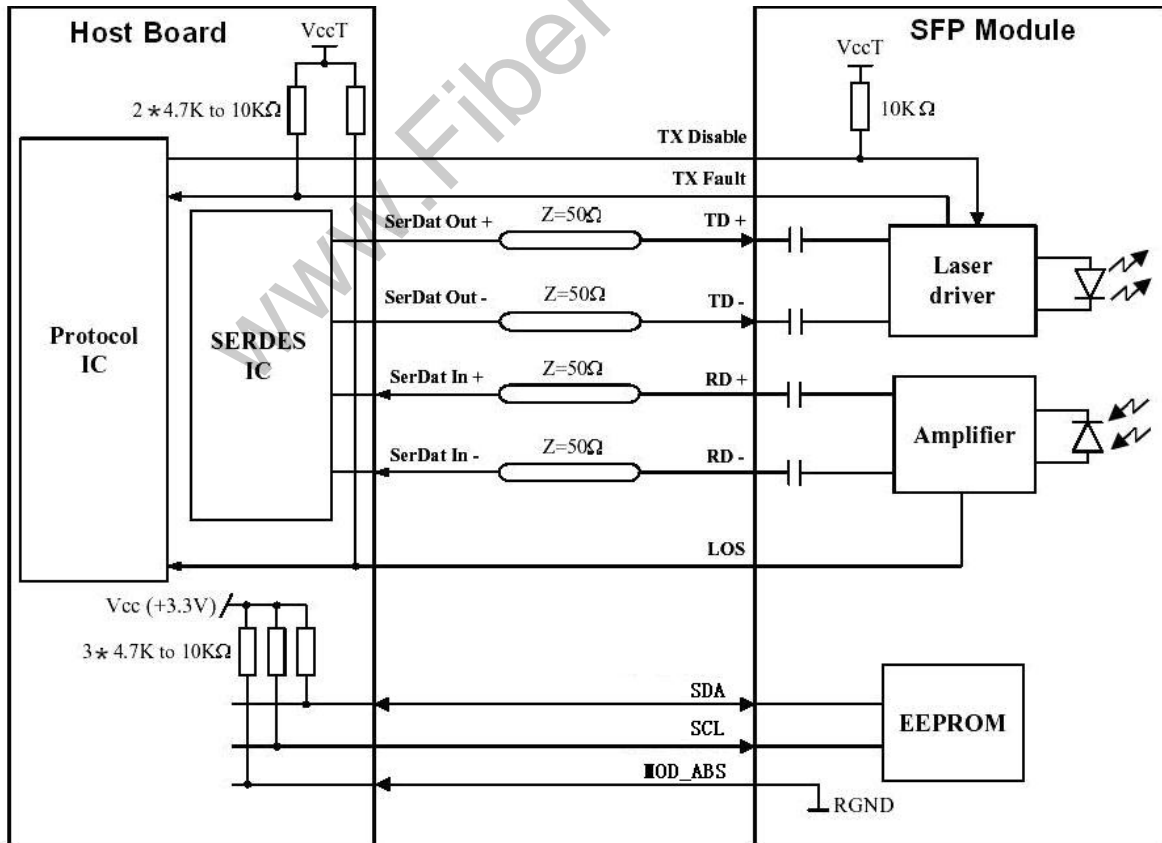 Host Board
VccT
SFP Module
VccT
2*4.7K to 10KΩ
10K Ω
TX Disable
TX Fault
SerDat Out +
Z=50Ω
TD +
Laser
driver
SerDat Out -
Z=50Ω
TD -
Protocol
IC
SERDES
IC
SerDat In +
Z=50Ω
RD +
Amplifier
SerDat In -
Z=50Ω
RD -
LOS
Vcc (+3.3V)
3* 4.7K to 10KΩ
SDA
SCL
EEPROM
MOD_ABS
RGND
www.Fiber